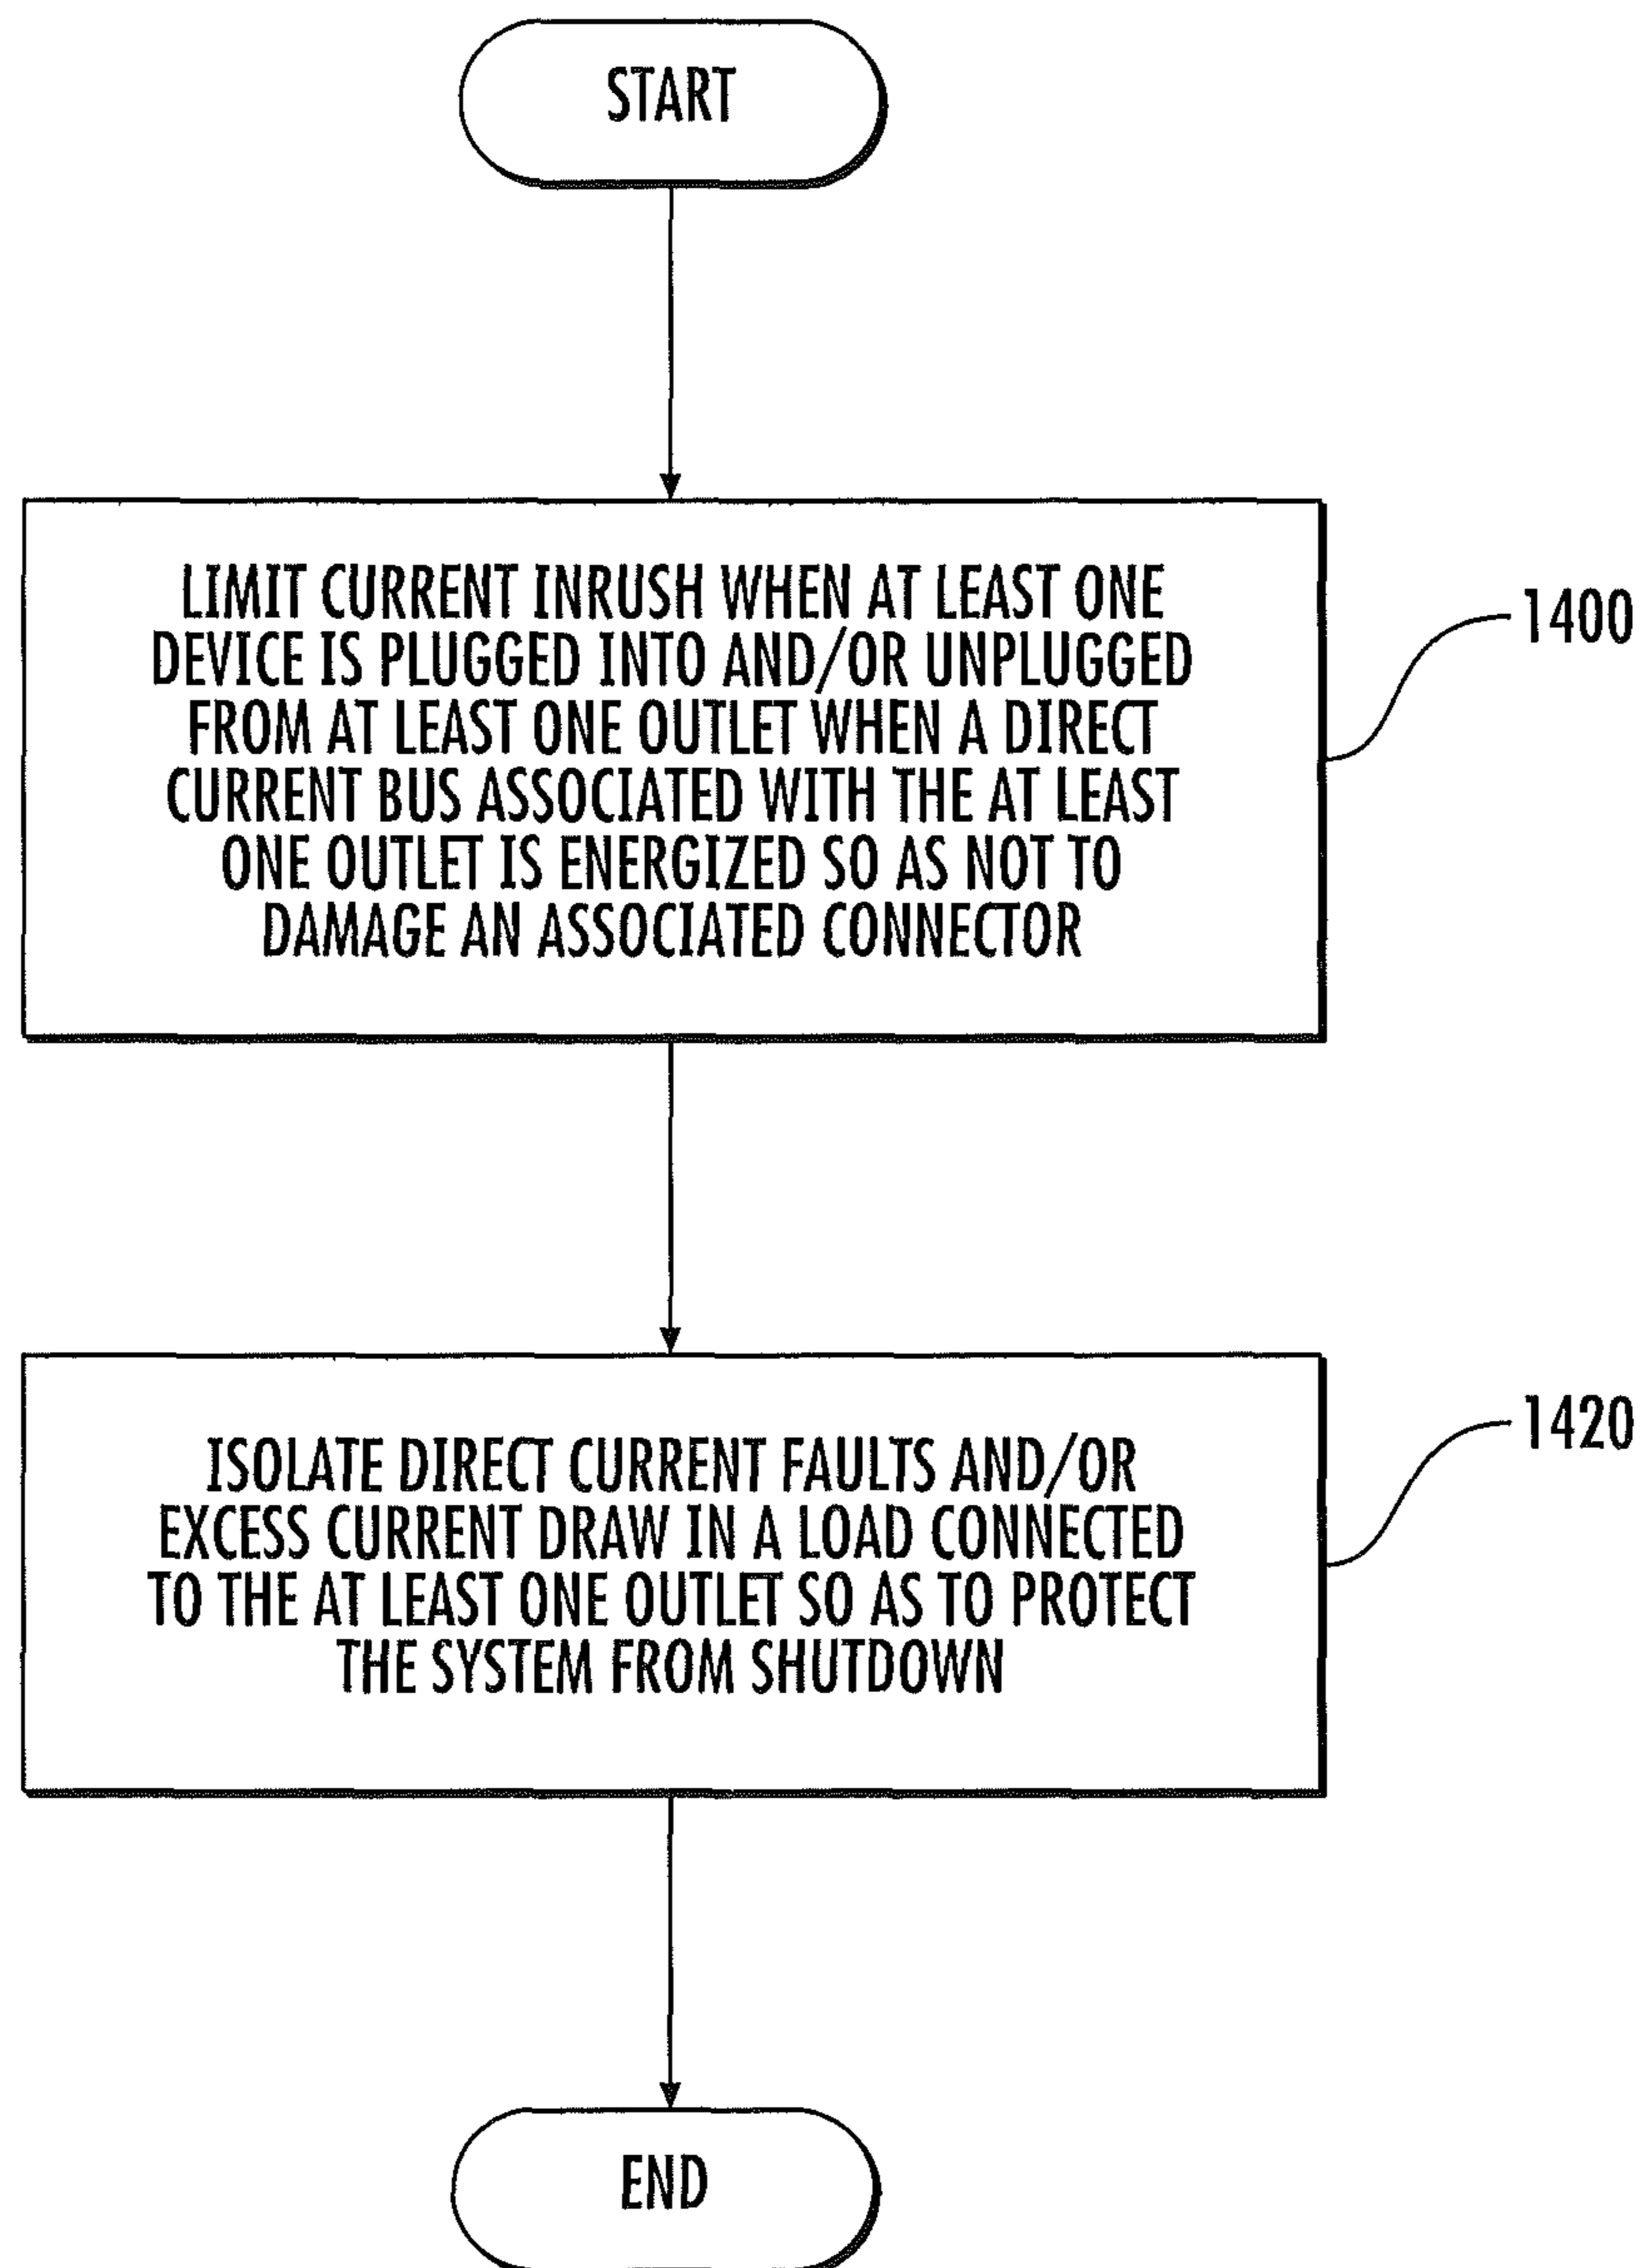 START
LIMIT CURRENT INRUSH WHEN AT LEAST ONE
DEVICE IS PLUGGED INTO AND/OR UNPLUGGED
FROM AT LEAST ONE OUTLET WHEN A DIRECT
CURRENT BUS ASSOCIATED WITH THE AT LEAST
ONE OUTLET IS ENERGIZED SO AS NOT TO
DAMAGE AN ASSOCIATED CONNECTOR
1400
ISOLATE DIRECT CURRENT FAULTS AND/OR
EXCESS CURRENT DRAW IN A LOAD CONNECTED
TO THE AT LEAST ONE OUTLET SO AS TO PROTECT
THE SYSTEM FROM SHUTDOWN
1420
END